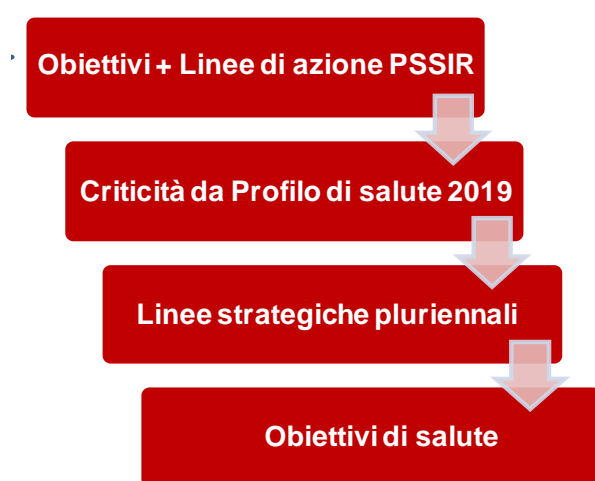 Obiettivi + Linee di azione PSSIR
Criticità da Profilo di salute 2019
Linee strategiche pluriennali
Obiettivi di salute